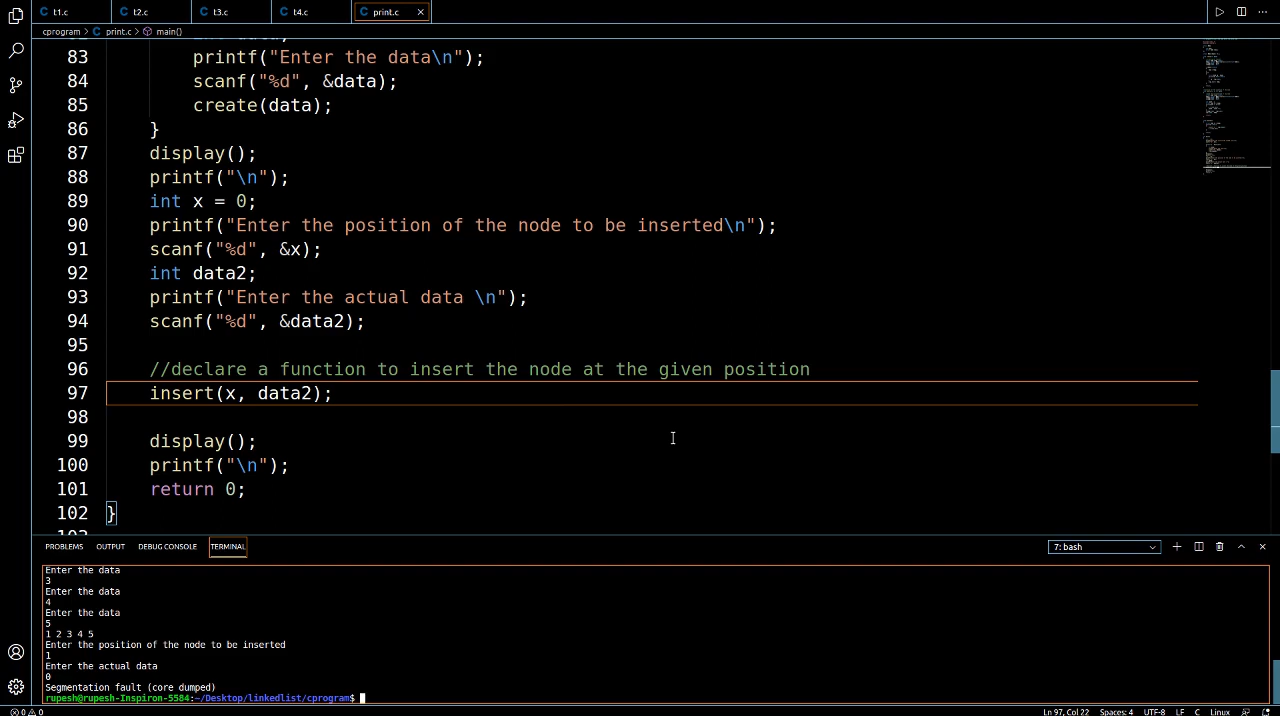 t1.c t2.c t3.c t4.c print.c
cprogram > print.c > main()
83 printf("Enter the data\n");
84 scanf("%d", &data);
85 create(data);
86 }
87 display();
88 printf("\n");
89 int x = 0;
90 printf("Enter the position of the node to be inserted\n");
91 scanf("%d", &x);
92 int data2;
93 printf("Enter the actual data \n");
94 scanf("%d", &data2);
95
96 //declare a function to insert the node at the given position
97 insert(x, data2);
98
99 display();
100 printf("\n");
101 return 0;
102 }
PROBLEMS OUTPUT DEBUG CONSOLE TERMINAL 7: bash
Enter the data
3
Enter the data
4
Enter the data
5
1 2 3 4 5
Enter the position of the node to be inserted
1
Enter the actual data
0
Segmentation fault (core dumped)
rupesh@rupesh-Inspiron-5584:~/Desktop/linkedlist/cprogram$
0 0 Ln 97, Col 22 Spaces: 4 UTF-8 LF C Linux